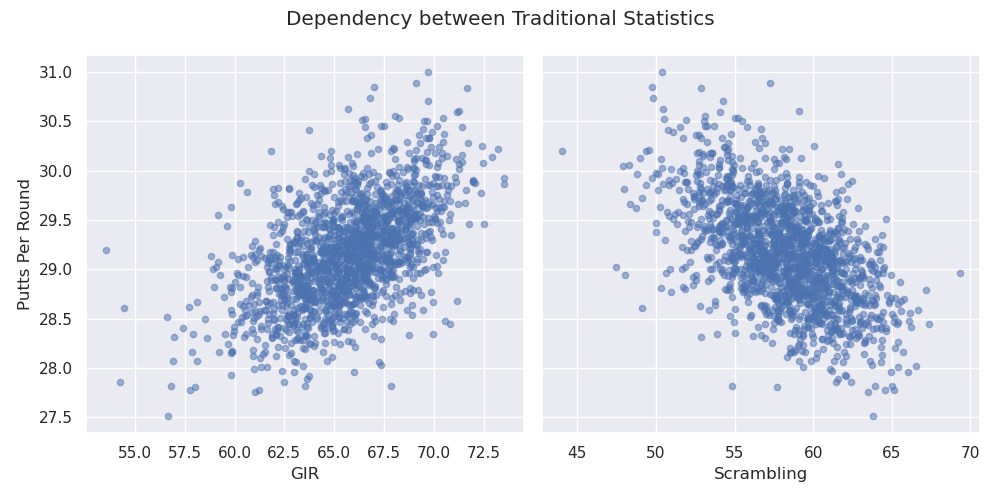 Dependency between Traditional Statistics
Putts Per Round
31.0
30.5
30.0
29.5
29.0
28.5
28.0
27.5
55.0 57.5 60.0 62.5 65.0 67.5 70.0 72.5
GIR
45 50 55 60 65 70
Scrambling